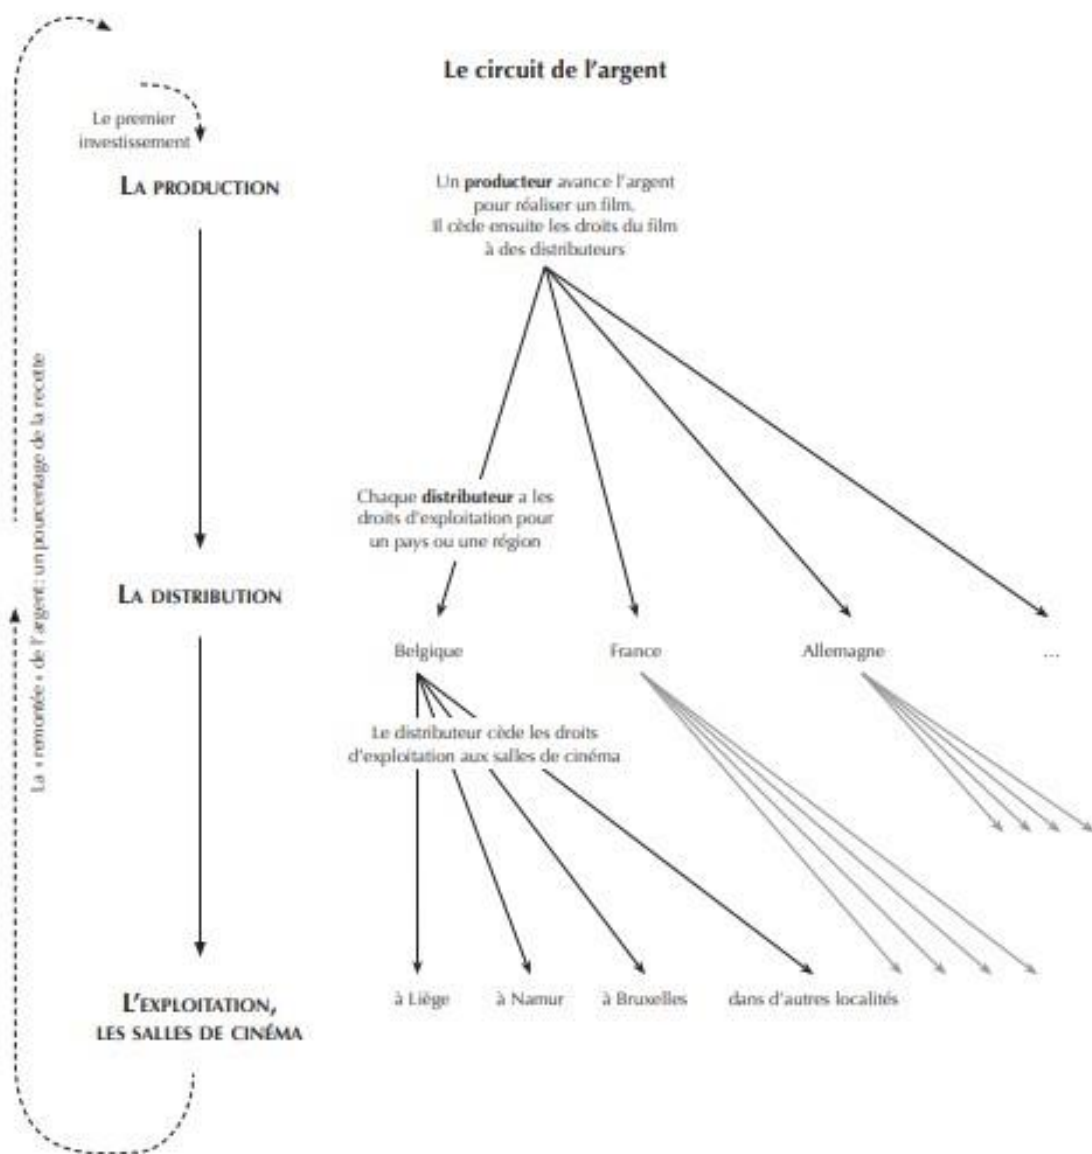 Le circuit de l'argent
Le premier
investissement
LA PRODUCTION
Un producteur avance l'argent
pour réaliser un film.
Il cède ensuite les droits du film
à des distributeurs
La « remontée » de l'argent : un pourcentage de la recette
Chaque distributeur a les
droits d'exploitation pour
un pays ou une région
LA DISTRIBUTION
Belgique
France
Allemagne
...
Le distributeur cède les droits
d'exploitation aux salles de cinéma
L'EXPLOITATION,
LES SALLES DE CINÉMA
à Liège
à Namur
à Bruxelles
dans d'autres localités